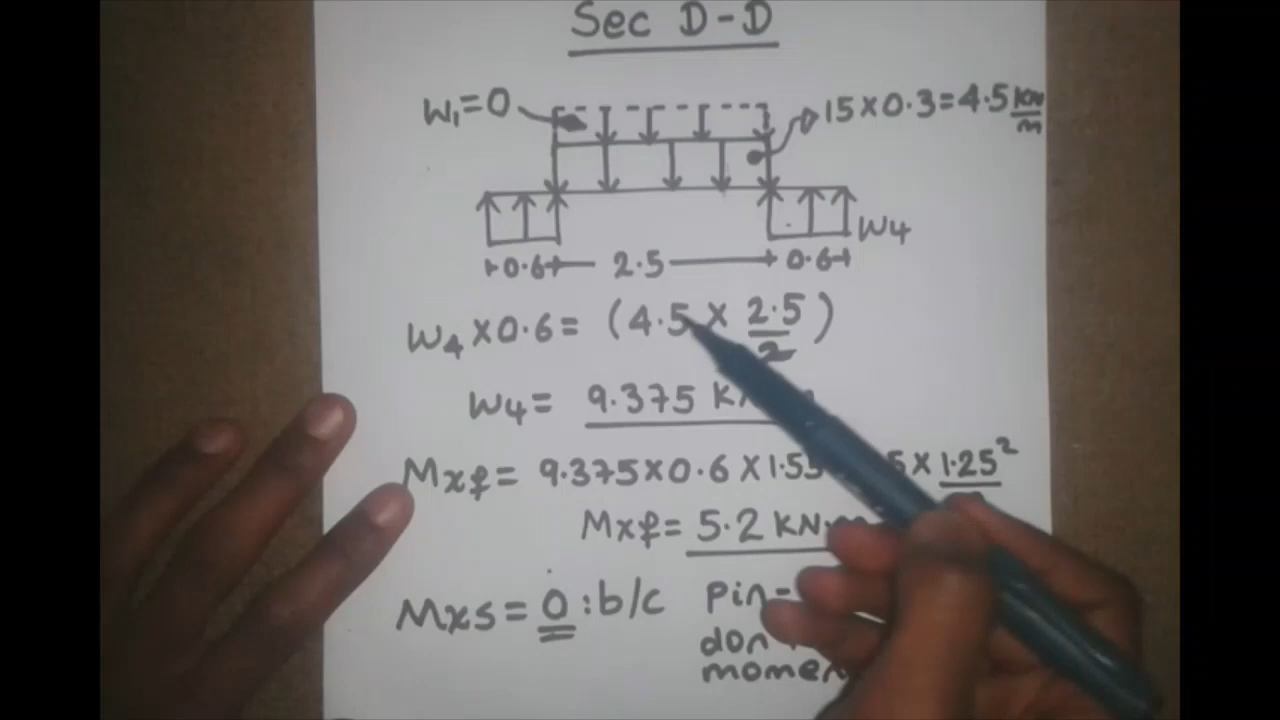 Sec D-D
W₁=0
15×0.3=4.5 kN/m
W4
0.6 2.5 0.6
W₄×0.6= (4.5 × 2.5/2)
W4= 9.375
Mxf= 9.375×0.6×1.55 × 1.25²
Mxf= 5.2 KN.m
Mxs= 0 :b/c pin-